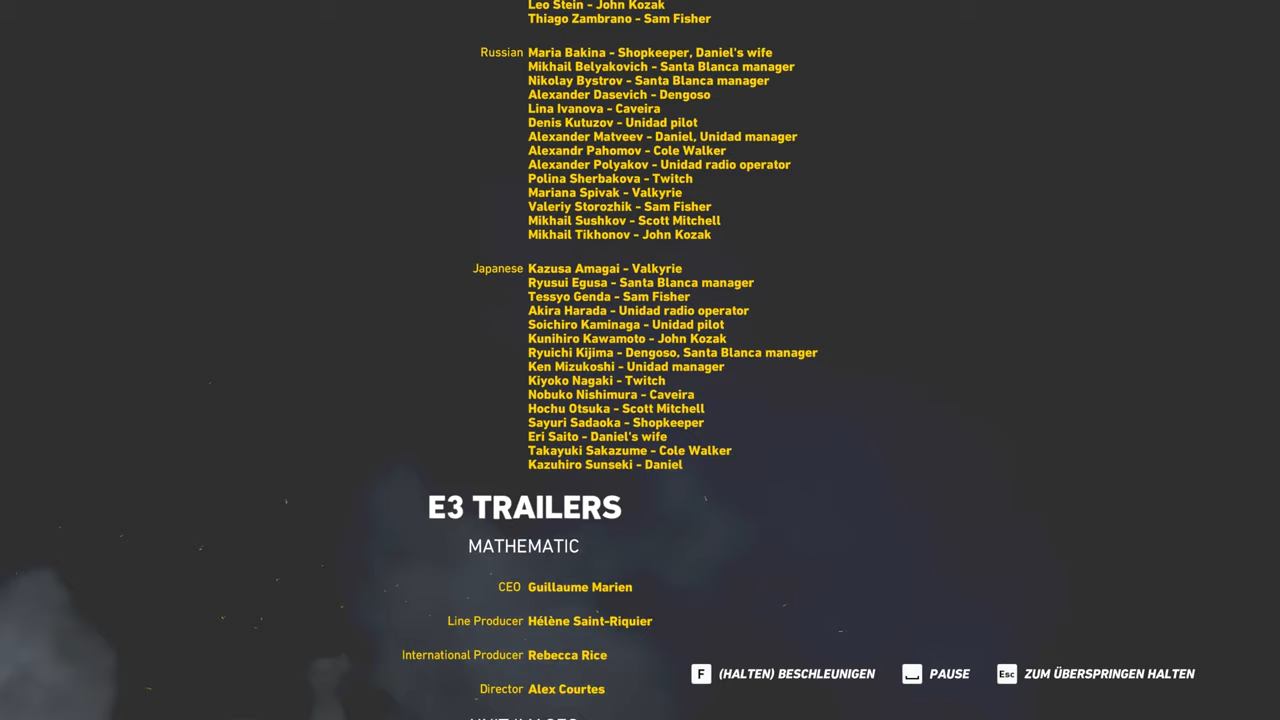 Leo Stein - John Kozak
Thiago Zambrano - Sam Fisher
Russian Maria Bakina - Shopkeeper, Daniel's wife
Mikhail Belyakovich - Santa Blanca manager
Nikolay Bystrov - Santa Blanca manager
Alexander Dasevich - Dengoso
Lina Ivanova - Caveira
Denis Kutuzov - Unidad pilot
Alexander Matveev - Daniel, Unidad manager
Alexandr Pahomov - Cole Walker
Alexander Polyakov - Unidad radio operator
Polina Sherbakova - Twitch
Mariana Spivak - Valkyrie
Valeriy Storozhik - Sam Fisher
Mikhail Sushkov - Scott Mitchell
Mikhail Tikhonov - John Kozak
Japanese Kazusa Amagai - Valkyrie
Ryusui Egusa - Santa Blanca manager
Tessyo Genda - Sam Fisher
Akira Harada - Unidad radio operator
Soichiro Kaminaga - Unidad pilot
Kunihiro Kawamoto - John Kozak
Ryuichi Kijima - Dengoso, Santa Blanca manager
Ken Mizukoshi - Unidad manager
Kiyoko Nagaki - Twitch
Nobuko Nishimura - Caveira
Hochu Otsuka - Scott Mitchell
Sayuri Sadaoka - Shopkeeper
Eri Saito - Daniel's wife
Takayuki Sakazume - Cole Walker
Kazuhiro Sunseki - Daniel
E3 TRAILERS
MATHEMATIC
CEO Guillaume Marien
Line Producer Hélène Saint-Riquier
International Producer Rebecca Rice
Director Alex Courtes
F (HALTEN) BESCHLEUNIGEN PAUSE Esc ZUM ÜBERSPRINGEN HALTEN